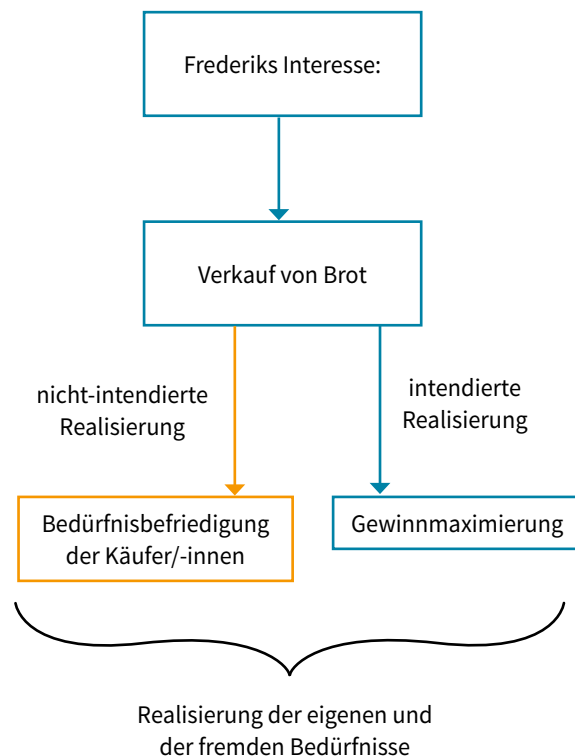 Frederiks Interesse:
Verkauf von Brot
nicht-intendierte
Realisierung
intendierte
Realisierung
Bedürfnisbefriedigung
der Käufer/-innen
Gewinnmaximierung
Realisierung der eigenen und
der fremden Bedürfnisse